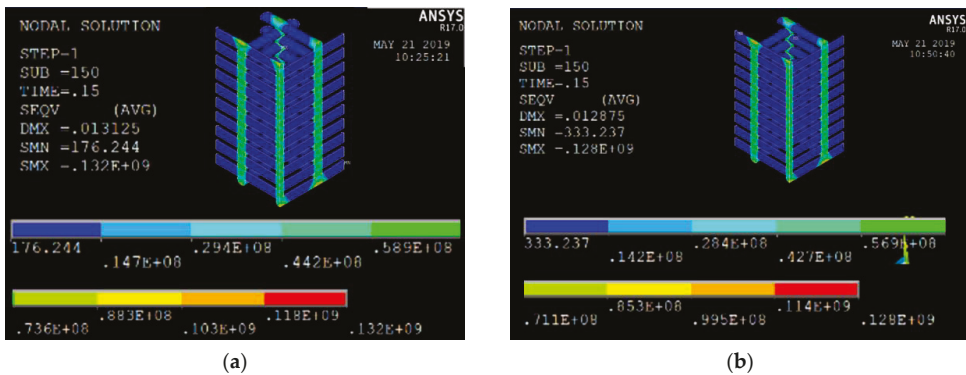 NODAL SOLUTION
STEP=1
SUB =150
TIME=.15
SEQV (AVG)
DMX =.013125
SMN =176.244
SMX =.132E+09
ANSYS
R17.0
MAY 21 2019
10:25:21
176.244
.147E+08
.294E+08
.442E+08
.589E+08
.736E+08
.883E+08
.103E+09
.118E+09
.132E+09
(a)
NODAL SOLUTION
STEP=1
SUB =150
TIME=.15
SEQV (AVG)
DMX =.012875
SMN =333.237
SMX =.128E+09
ANSYS
R17.0
MAY 21 2019
10:50:40
333.237
.142E+08
.284E+08
.427E+08
.569E+08
.711E+08
.853E+08
.995E+08
.114E+09
.128E+09
(b)